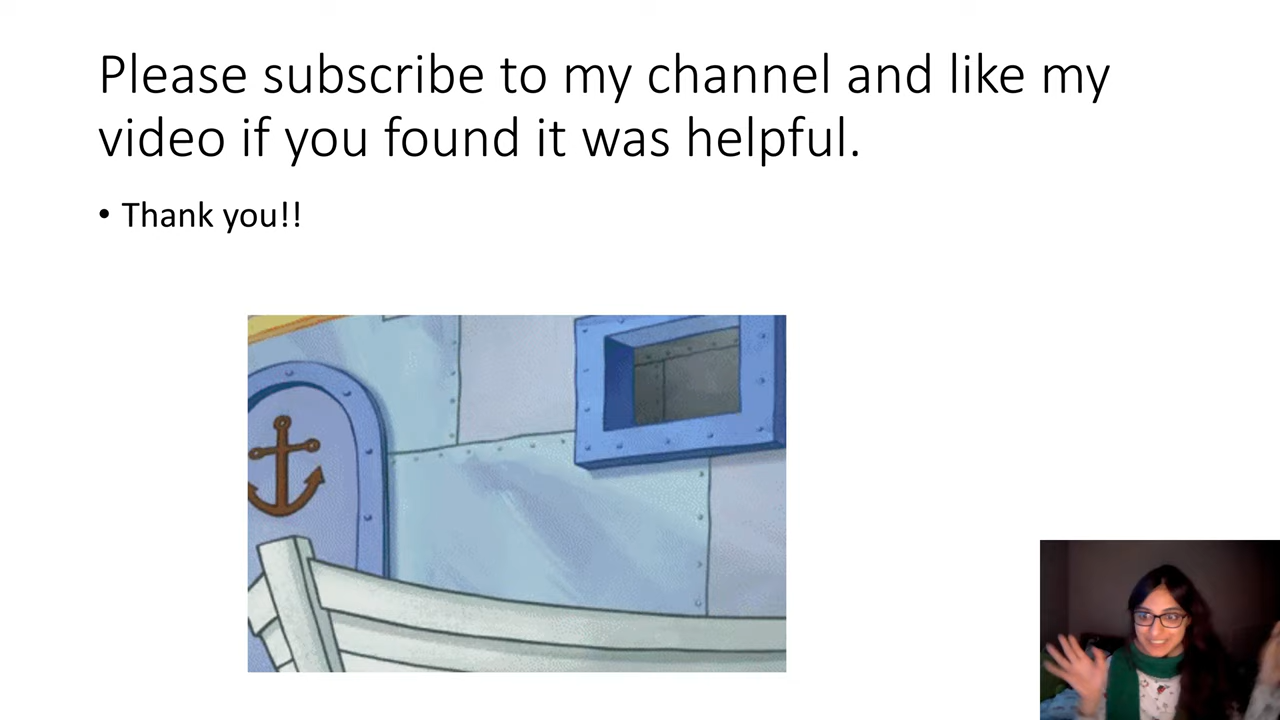 Please subscribe to my channel and like my
video if you found it was helpful.
• Thank you!!